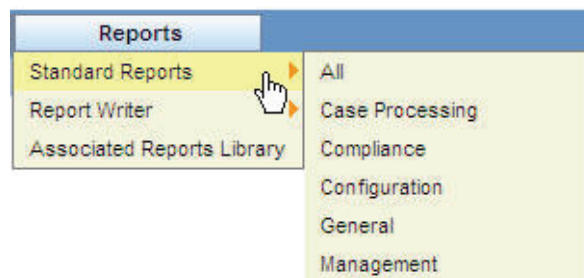 Reports
Standard Reports
Report Writer
Associated Reports Library
All
Case Processing
Compliance
Configuration
General
Management